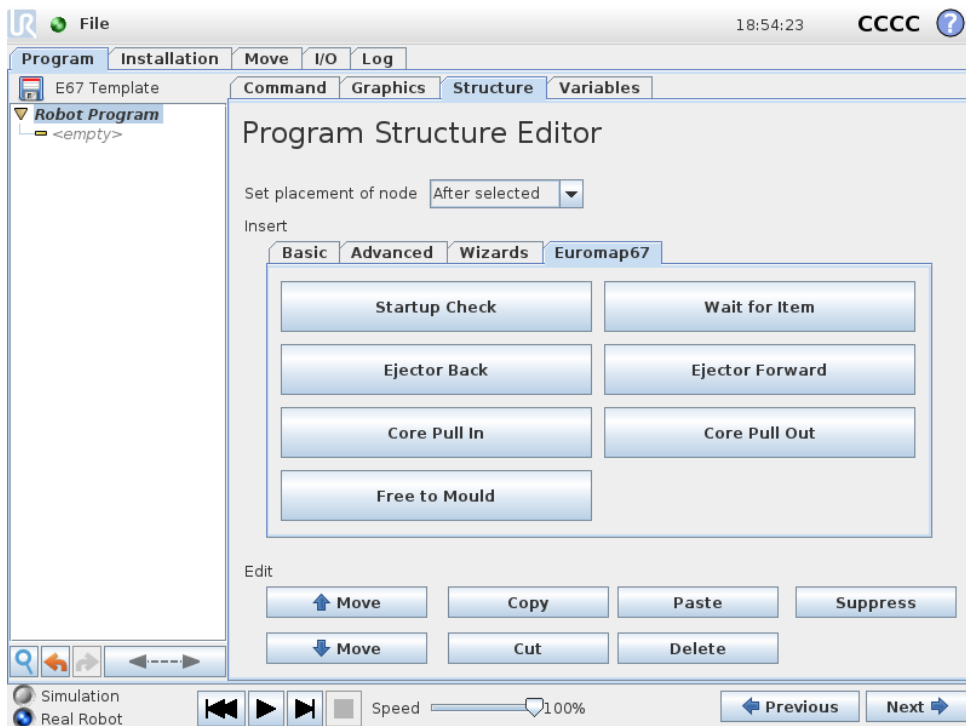 UR File 18:54:23 CCCC ?
Program Installation Move I/O Log
E67 Template Command Graphics Structure Variables
Robot Program
<empty>
Program Structure Editor
Set placement of node After selected
Insert
Basic Advanced Wizards Euromap67
Startup Check Wait for Item
Ejector Back Ejector Forward
Core Pull In Core Pull Out
Free to Mould
Edit
Move Copy Paste Suppress
Move Cut Delete
Simulation
Real Robot
Speed 100% Previous Next